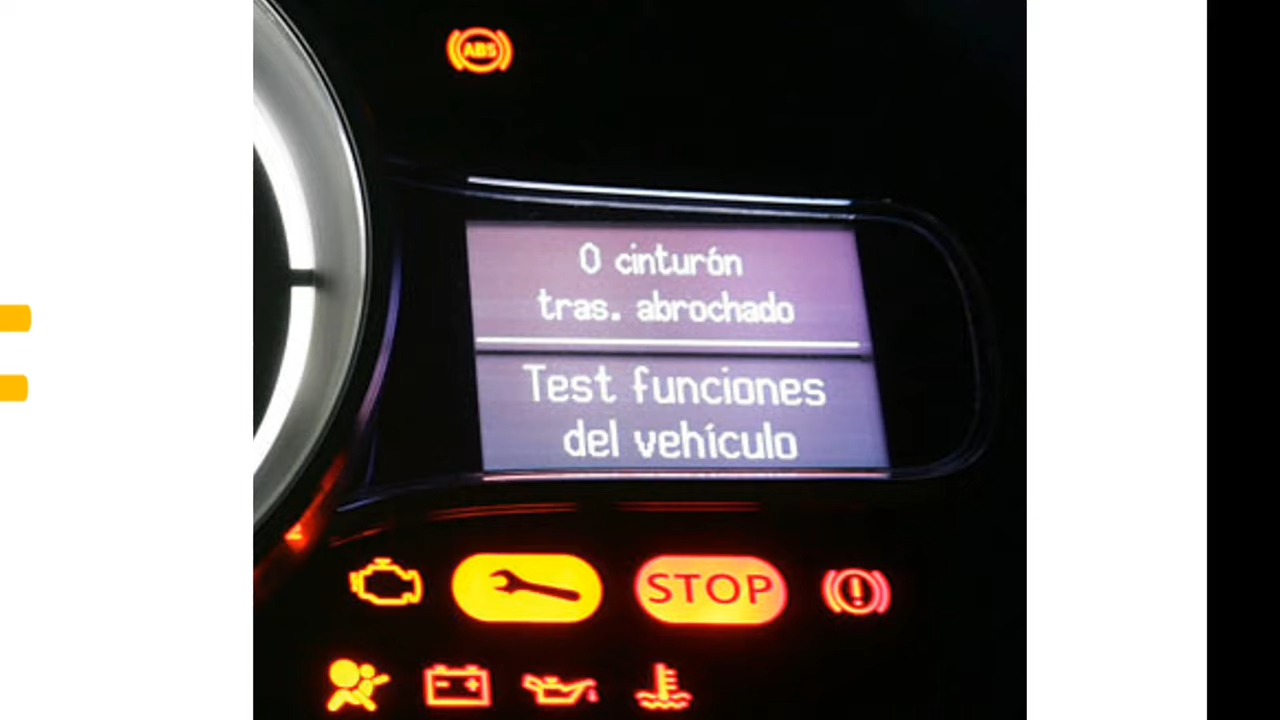 ABS
0 cinturón
tras. abrochado
Test funciones
del vehículo
STOP